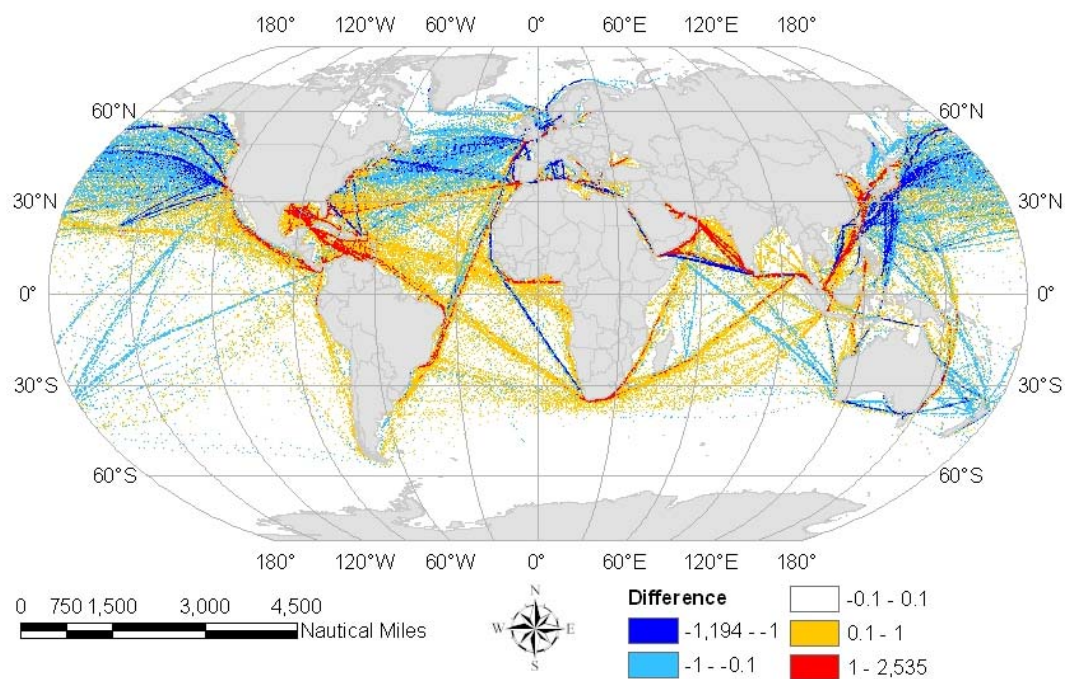 180° 120°W 60°W 0° 60°E 120°E 180°
60°N 60°N
30°N 30°N
0° 0°
30°S 30°S
60°S 60°S
180° 120°W 60°W 0° 60°E 120°E 180°
0 750 1,500 3,000 4,500
Nautical Miles
N
W E
S
Difference
-1,194 - -1
-1 - -0.1
-0.1 - 0.1
0.1 - 1
1 - 2,535